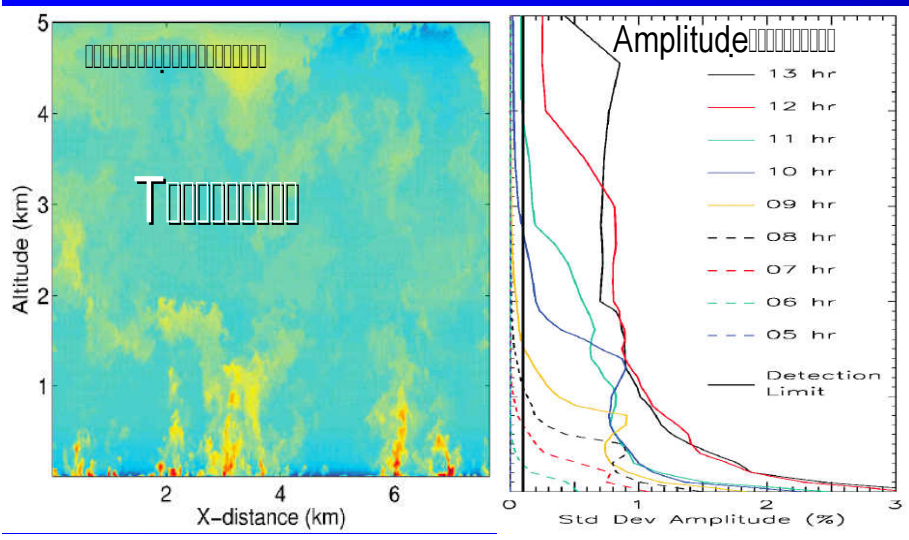 Amplitude
T
5
4
3
2
1
Altitude (km)
2 4 6
X-distance (km)
13 hr
12 hr
11 hr
10 hr
09 hr
08 hr
07 hr
06 hr
05 hr
Detection
Limit
0 1 2 3
Std Dev Amplitude (%)